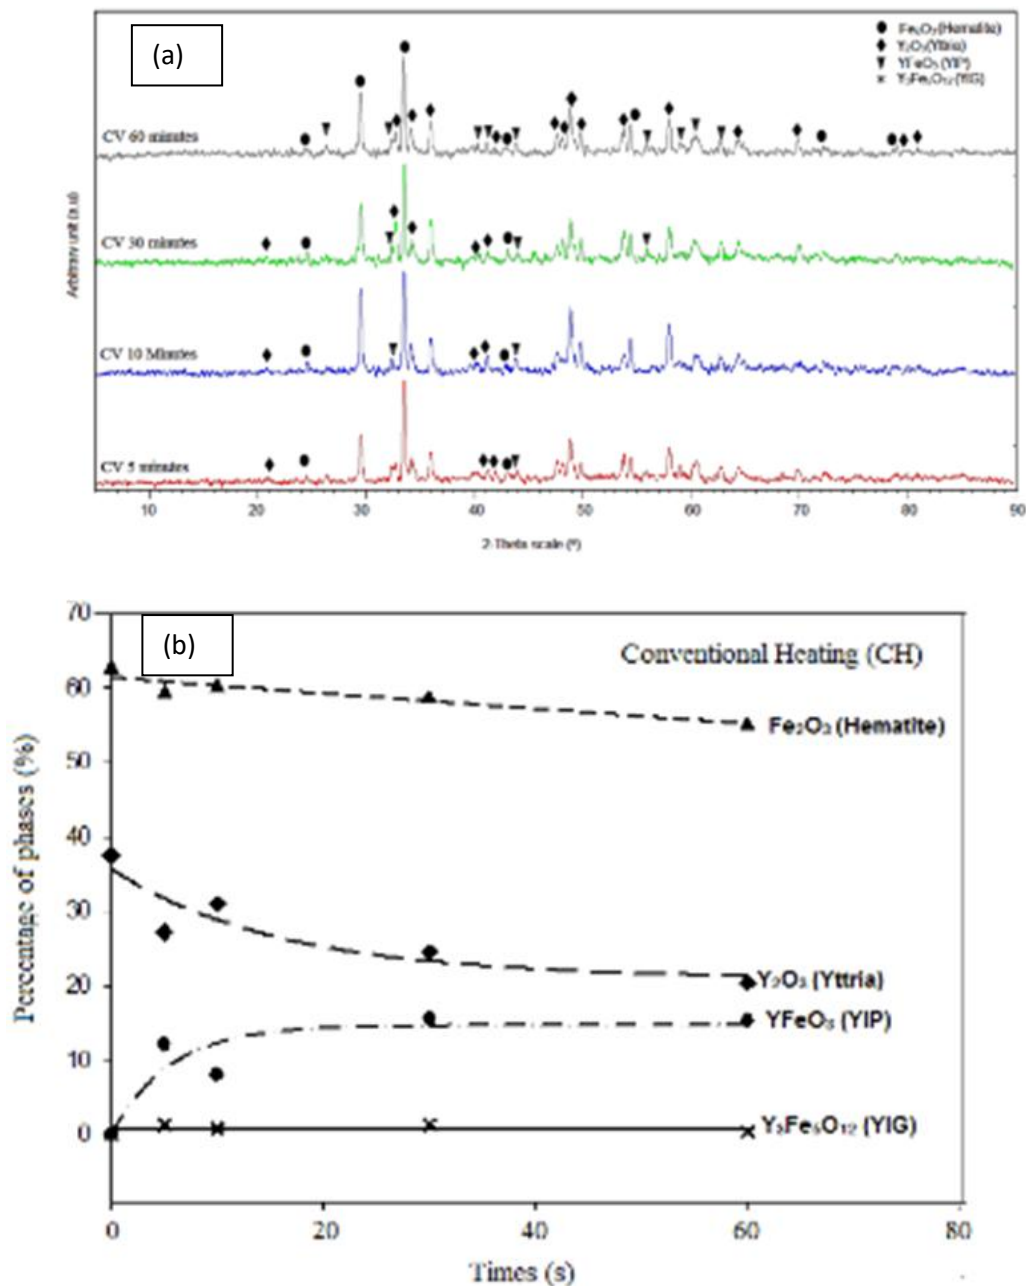 (a)
Fe₂O₃ (Hematite)
Y₂O₃ (Yttria)
YFeO₃ (YIP)
Y₃Fe₅O₁₂ (YIG)
CV 60 minutes
CV 30 minutes
CV 10 Minutes
CV 5 minutes
Arbitrary unit (a.u)
10 20 30 40 50 60 70 80 90
2-Theta scale (°)
(b)
Conventional Heating (CH)
70
60
50
40
30
20
10
0
Percentage of phases (%)
Fe₂O₃ (Hematite)
Y₂O₃ (Yttria)
YFeO₃ (YIP)
Y₃Fe₅O₁₂ (YIG)
0 20 40 60 80
Times (s)